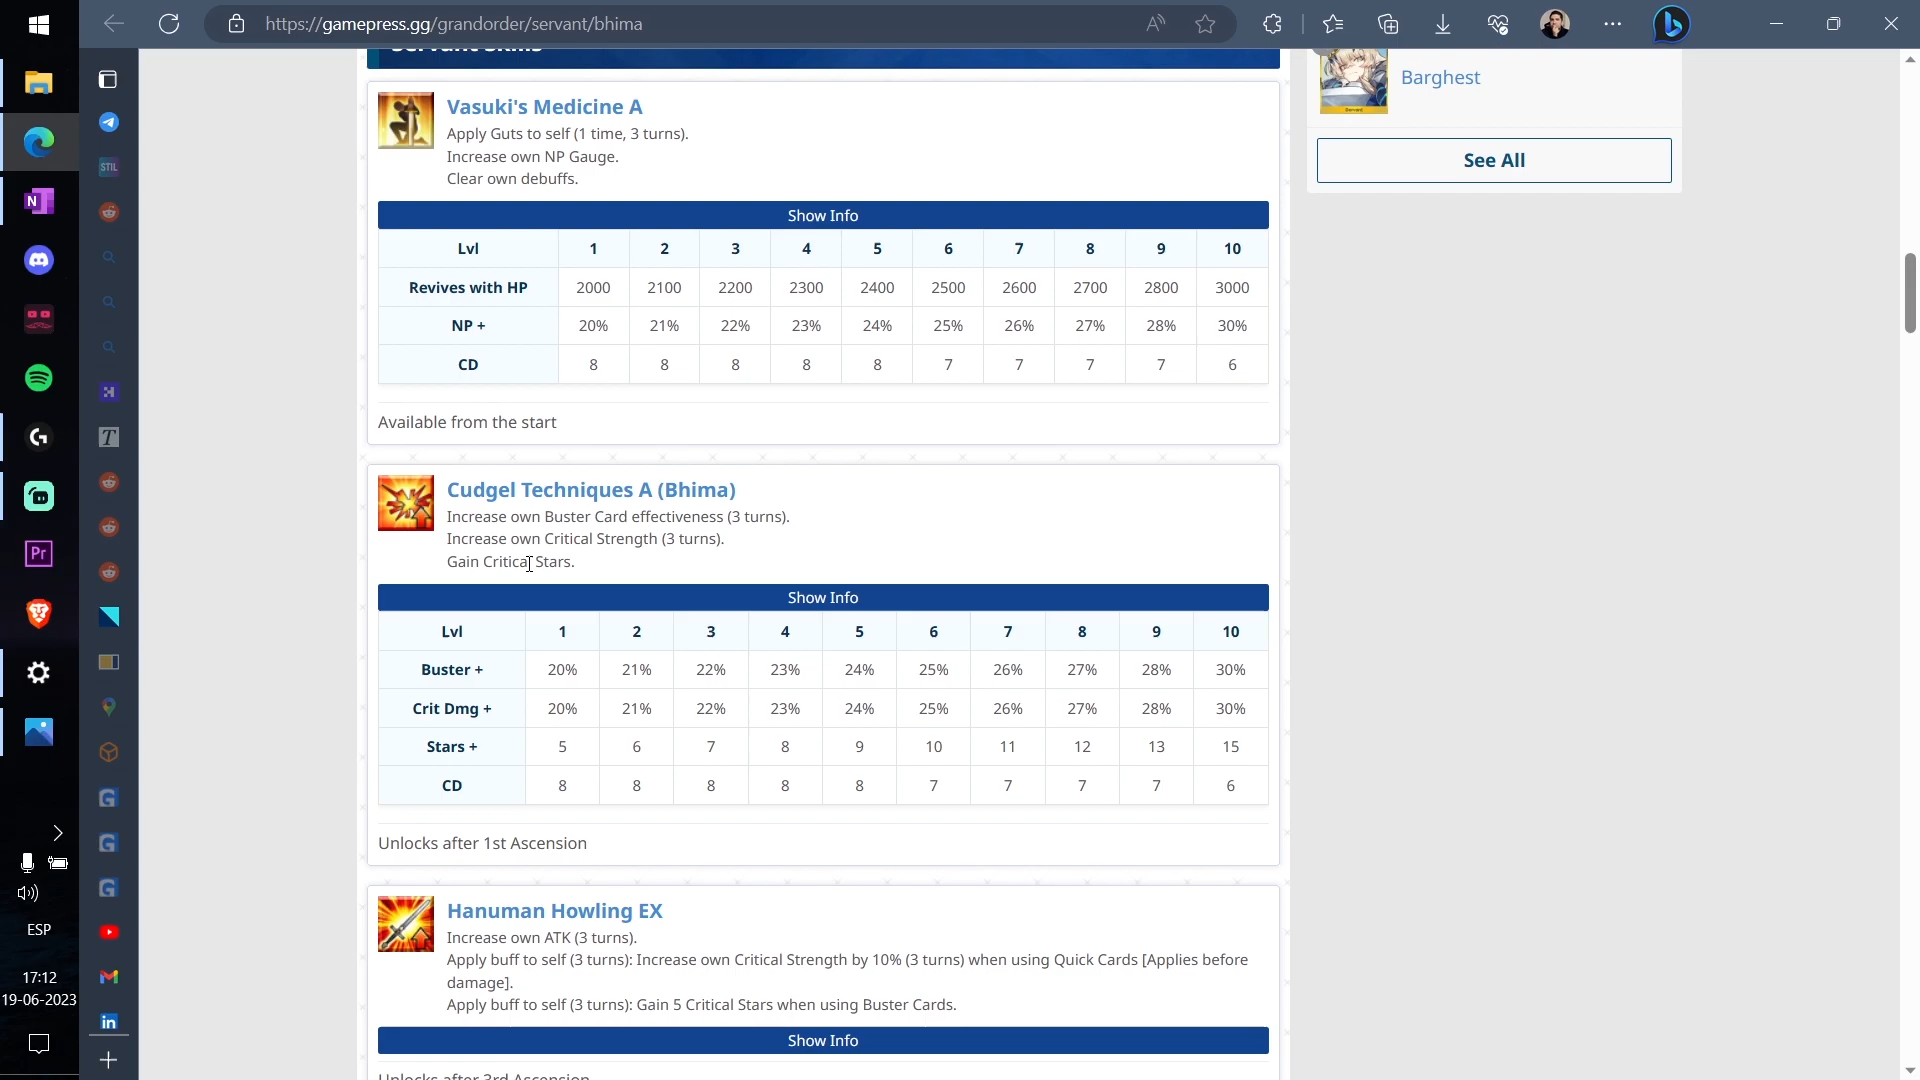 https://gamepress.gg/grandorder/servant/bhima
Servant Skills
Barghest
See All
Vasuki's Medicine A
Apply Guts to self (1 time, 3 turns).
Increase own NP Gauge.
Clear own debuffs.
Show Info
Lvl 1 2 3 4 5 6 7 8 9 10
Revives with HP 2000 2100 2200 2300 2400 2500 2600 2700 2800 3000
NP + 20% 21% 22% 23% 24% 25% 26% 27% 28% 30%
CD 8 8 8 8 8 7 7 7 7 6
Available from the start
Cudgel Techniques A (Bhima)
Increase own Buster Card effectiveness (3 turns).
Increase own Critical Strength (3 turns).
Gain Critical Stars.
Show Info
Lvl 1 2 3 4 5 6 7 8 9 10
Buster + 20% 21% 22% 23% 24% 25% 26% 27% 28% 30%
Crit Dmg + 20% 21% 22% 23% 24% 25% 26% 27% 28% 30%
Stars + 5 6 7 8 9 10 11 12 13 15
CD 8 8 8 8 8 7 7 7 7 6
Unlocks after 1st Ascension
Hanuman Howling EX
Increase own ATK (3 turns).
Apply buff to self (3 turns): Increase own Critical Strength by 10% (3 turns) when using Quick Cards [Applies before
damage].
Apply buff to self (3 turns): Gain 5 Critical Stars when using Buster Cards.
Show Info
Unlocks after 3rd Ascension
STIL
N
Pr
T
G
G
G
in
ESP
17:12
19-06-2023